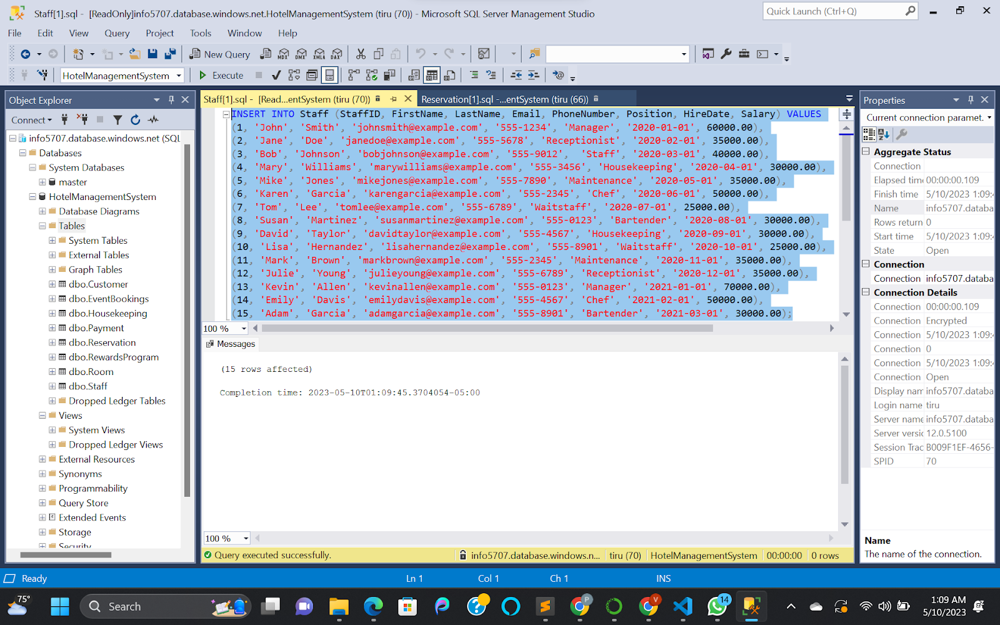 Staff[1].sql - [ReadOnly]info5707.database.windows.net.HotelManagementSystem (tiru (70)) - Microsoft SQL Server Management Studio
Quick Launch (Ctrl+Q)
File Edit View Query Project Tools Window Help
New Query MDX DMX XMLA DAX
HotelManagementSystem Execute
Object Explorer
Connect
info5707.database.windows.net (SQL
Databases
System Databases
master
HotelManagementSystem
Database Diagrams
Tables
System Tables
External Tables
Graph Tables
dbo.Customer
dbo.EventBookings
dbo.Housekeeping
dbo.Payment
dbo.Reservation
dbo.RewardsProgram
dbo.Room
dbo.Staff
Dropped Ledger Tables
Views
System Views
Dropped Ledger Views
External Resources
Synonyms
Programmability
Query Store
Extended Events
Storage
Security
Staff[1].sql - [Read...entSystem (tiru (70)) Reservation[1].sql -...entSystem (tiru (66))
INSERT INTO Staff (StaffID, FirstName, LastName, Email, PhoneNumber, Position, HireDate, Salary) VALUES
(1, 'John', 'Smith', 'johnsmith@example.com', '555-1234', 'Manager', '2020-01-01', 60000.00),
(2, 'Jane', 'Doe', 'janedoe@example.com', '555-5678', 'Receptionist', '2020-02-01', 35000.00),
(3, 'Bob', 'Johnson', 'bobjohnson@example.com', '555-9012', 'Staff', '2020-03-01', 40000.00),
(4, 'Mary', 'Williams', 'marywilliams@example.com', '555-3456', 'Housekeeping', '2020-04-01', 30000.00),
(5, 'Mike', 'Jones', 'mikejones@example.com', '555-7890', 'Maintenance', '2020-05-01', 35000.00),
(6, 'Karen', 'Garcia', 'karengarcia@example.com', '555-2345', 'Chef', '2020-06-01', 50000.00),
(7, 'Tom', 'Lee', 'tomlee@example.com', '555-6789', 'Waitstaff', '2020-07-01', 25000.00),
(8, 'Susan', 'Martinez', 'susanmartinez@example.com', '555-0123', 'Bartender', '2020-08-01', 30000.00),
(9, 'David', 'Taylor', 'davidtaylor@example.com', '555-4567', 'Housekeeping', '2020-09-01', 30000.00),
(10, 'Lisa', 'Hernandez', 'lisahernandez@example.com', '555-8901', 'Waitstaff', '2020-10-01', 25000.00),
(11, 'Mark', 'Brown', 'markbrown@example.com', '555-2345', 'Maintenance', '2020-11-01', 35000.00),
(12, 'Julie', 'Young', 'julieyoung@example.com', '555-6789', 'Receptionist', '2020-12-01', 35000.00),
(13, 'Kevin', 'Allen', 'kevinallen@example.com', '555-0123', 'Manager', '2021-01-01', 70000.00),
(14, 'Emily', 'Davis', 'emilydavis@example.com', '555-4567', 'Chef', '2021-02-01', 50000.00),
(15, 'Adam', 'Garcia', 'adamgarcia@example.com', '555-8901', 'Bartender', '2021-03-01', 30000.00);
100 %
Messages
(15 rows affected)
Completion time: 2023-05-10T01:09:45.3704054-05:00
100 %
Query executed successfully. info5707.database.windows.n... tiru (70) HotelManagementSystem 00:00:00 0 rows
Properties
Current connection paramet.
Aggregate Status
Connection
Elapsed time 00:00:00.109
Finish time 5/10/2023 1:09:
Name info5707.databa
Rows return 0
Start time 5/10/2023 1:09:
State Open
Connection
Connection info5707.databa
Connection Details
Connection 00:00:00.109
Connection Encrypted
Connection 5/10/2023 1:09:
Connection 0
Connection 5/10/2023 1:09:
Connection Open
Display nam info5707.databa
Login name tiru
Server name info5707.databa
Server versic 12.0.5100
Session Trac B009F1EF-4656-
SPID 70
Name
The name of the connection.
Ready Ln 1 Col 1 Ch 1 INS
75° Search P V 14 1:09 AM
5/10/2023